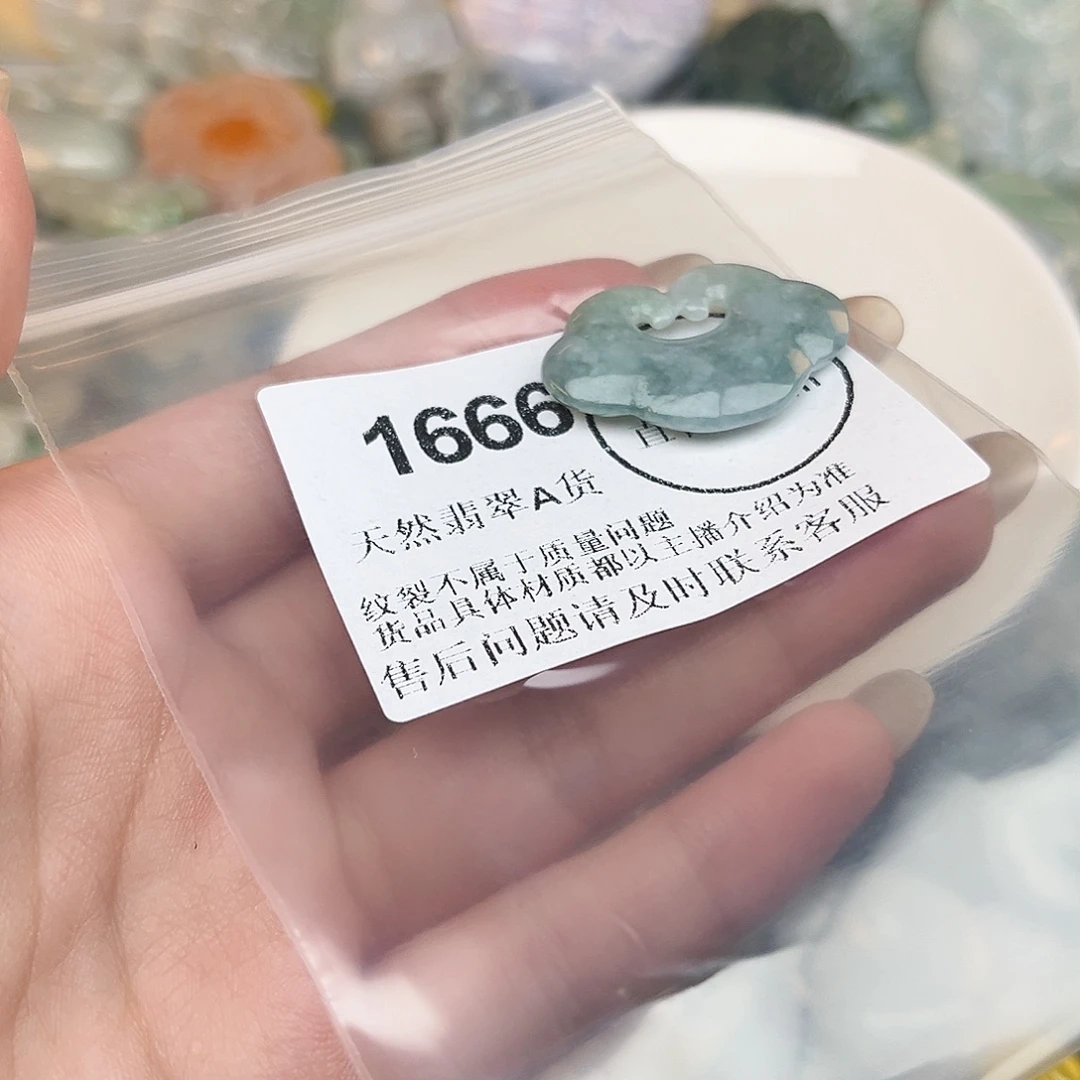 1666
直
天然翡翠A货
纹裂不属于质量问题
货品具体材质都以主播介绍为准
售后问题请及时联系客服